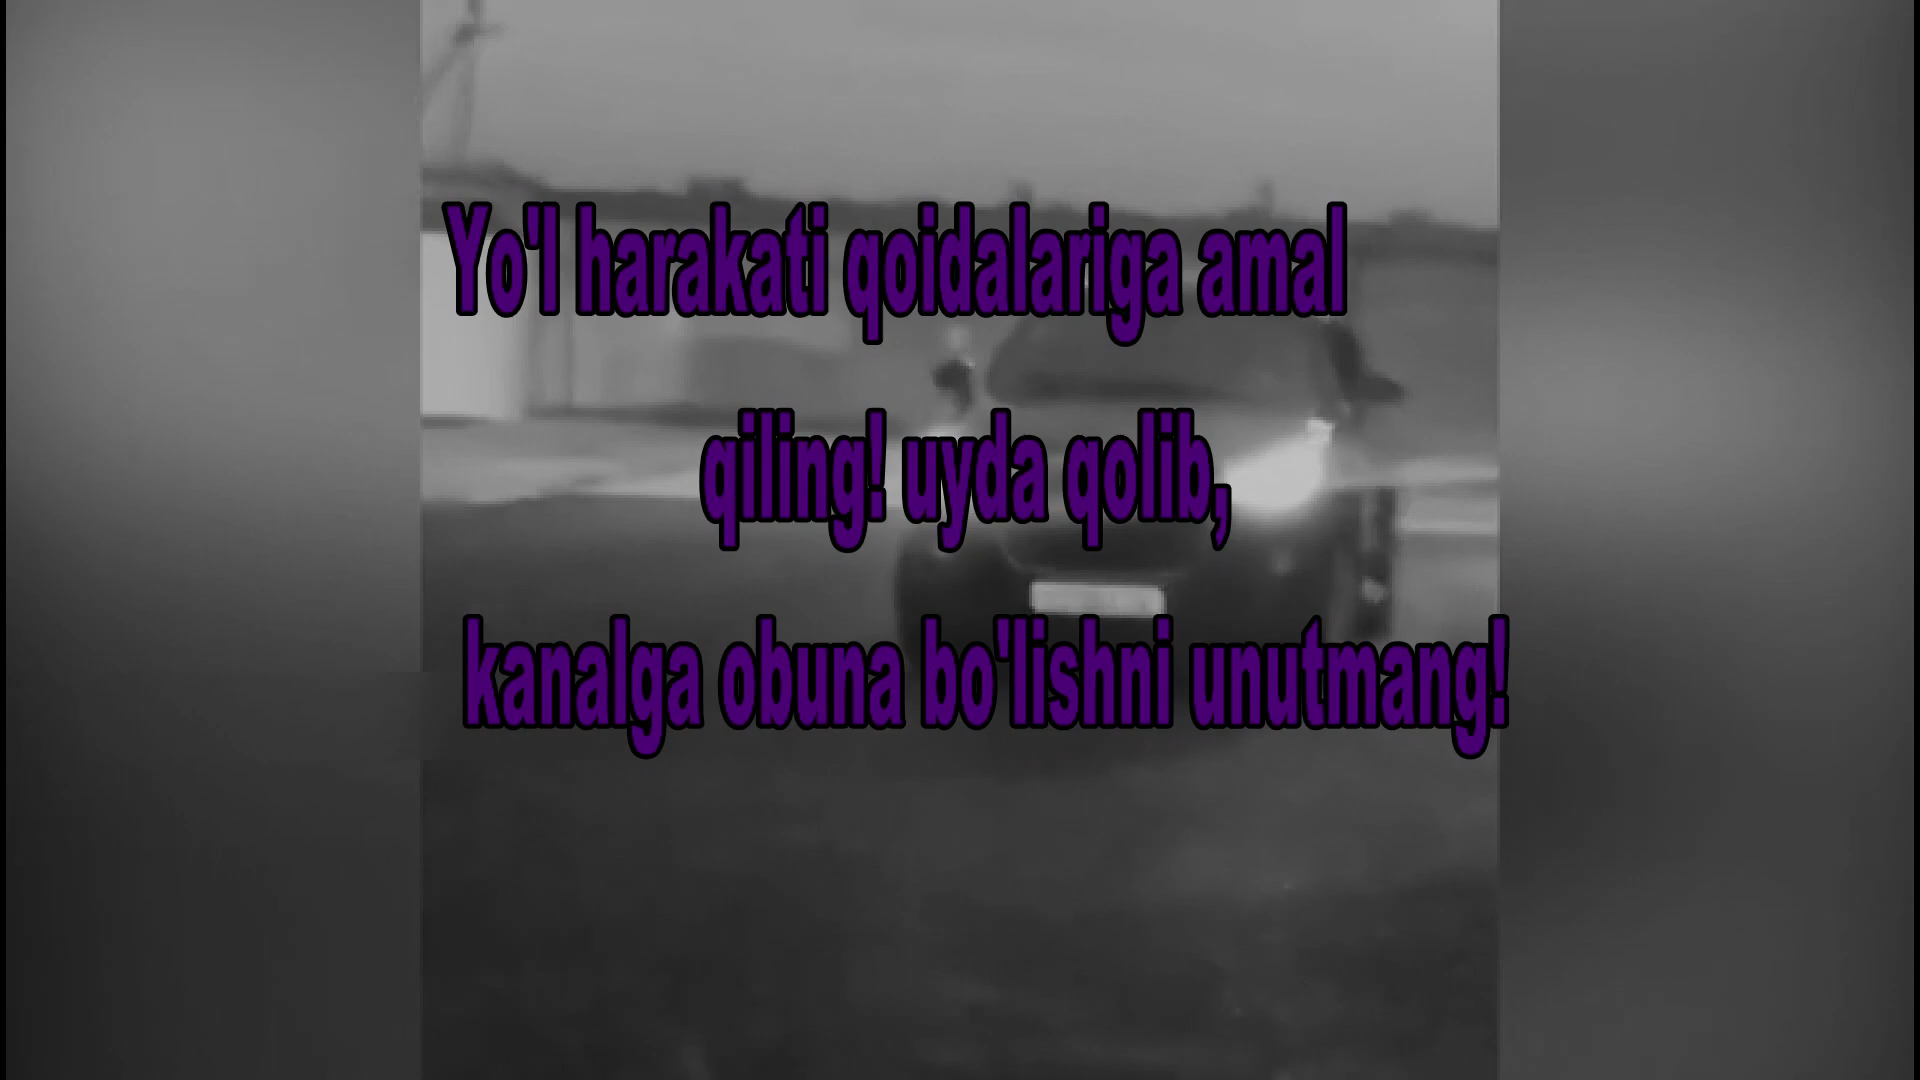 Yo'l harakati qoidalariga amal
qiling! uyda qolib,
kanalga obuna bo'lishni unutmang!